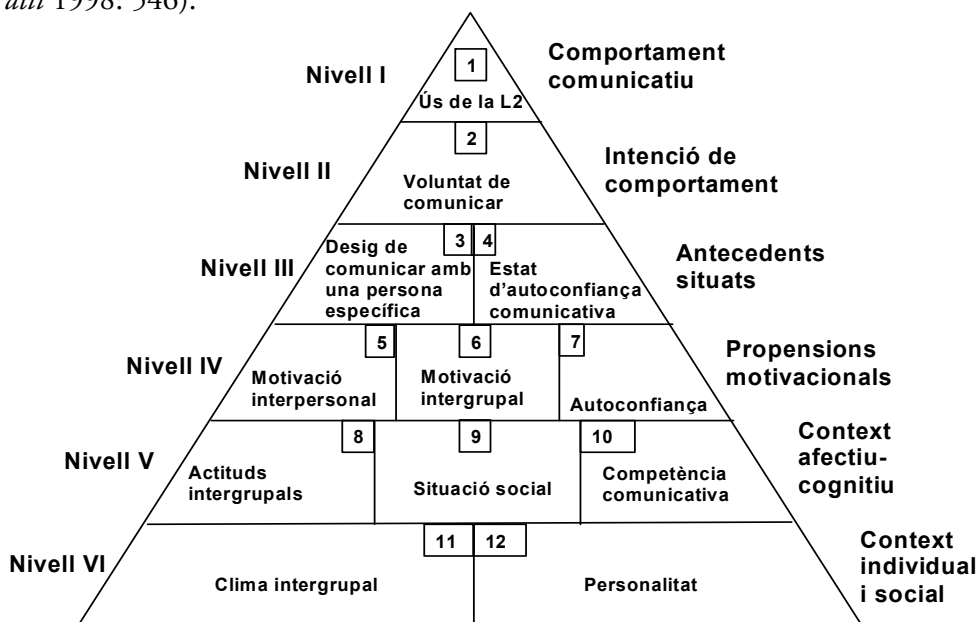 alii 1998: 546).
Nivell I
1
Ús de la L2
Comportament
comunicatiu
Nivell II
2
Voluntat de
comunicar
Intenció de
comportament
Nivell III
3
Desig de
comunicar amb
una persona
específica
4
Estat
d'autoconfiança
comunicativa
Antecedents
situats
Nivell IV
5
Motivació
interpersonal
6
Motivació
intergrupal
7
Autoconfiança
Propensions
motivacionals
Nivell V
8
Actituds
intergrupals
9
Situació social
10
Competència
comunicativa
Context
afectiu-
cognitiu
Nivell VI
11
Clima intergrupal
12
Personalitat
Context
individual
i social